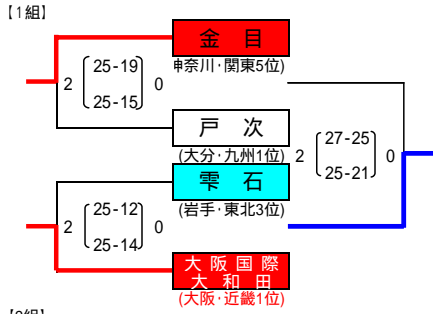 【1組】
金 目
神奈川・関東5位)
2 25-19 0
25-15
戸 次
(大分・九州1位)
2 27-25 0
25-21
雫 石
(岩手・東北3位)
2 25-12 0
25-14
大 阪 国 際
大 和 田
(大阪・近畿1位)